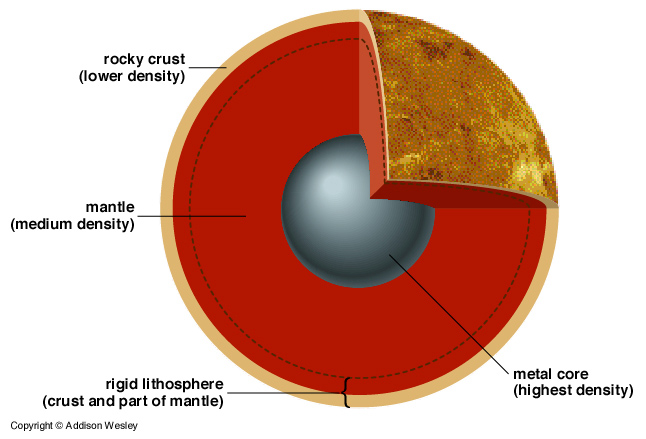 rocky crust
(lower density)
mantle
(medium density)
metal core
(highest density)
rigid lithosphere
(crust and part of mantle)
Copyright © Addison Wesley